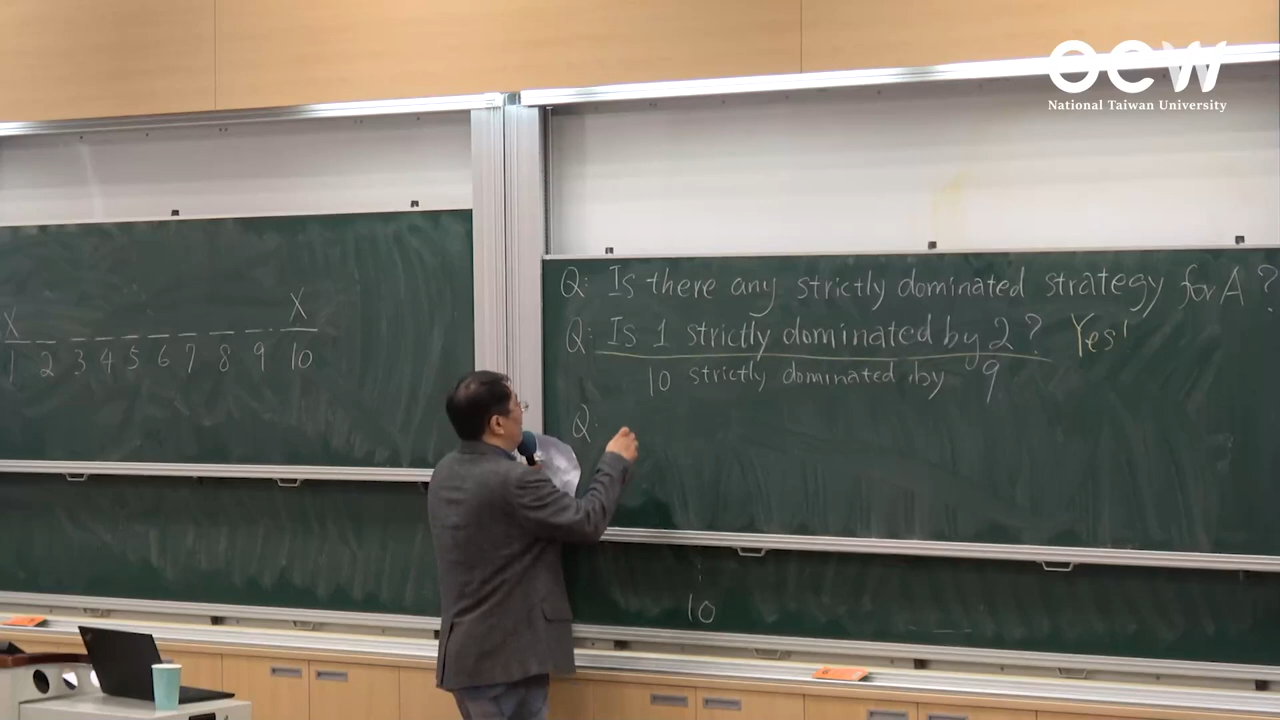 OCW
National Taiwan University
X X
1 2 3 4 5 6 7 8 9 10
Q: Is there any strictly dominated strategy for A ?
Q: Is 1 strictly dominated by 2 ? Yes!
10 strictly dominated by 9
Q:
10